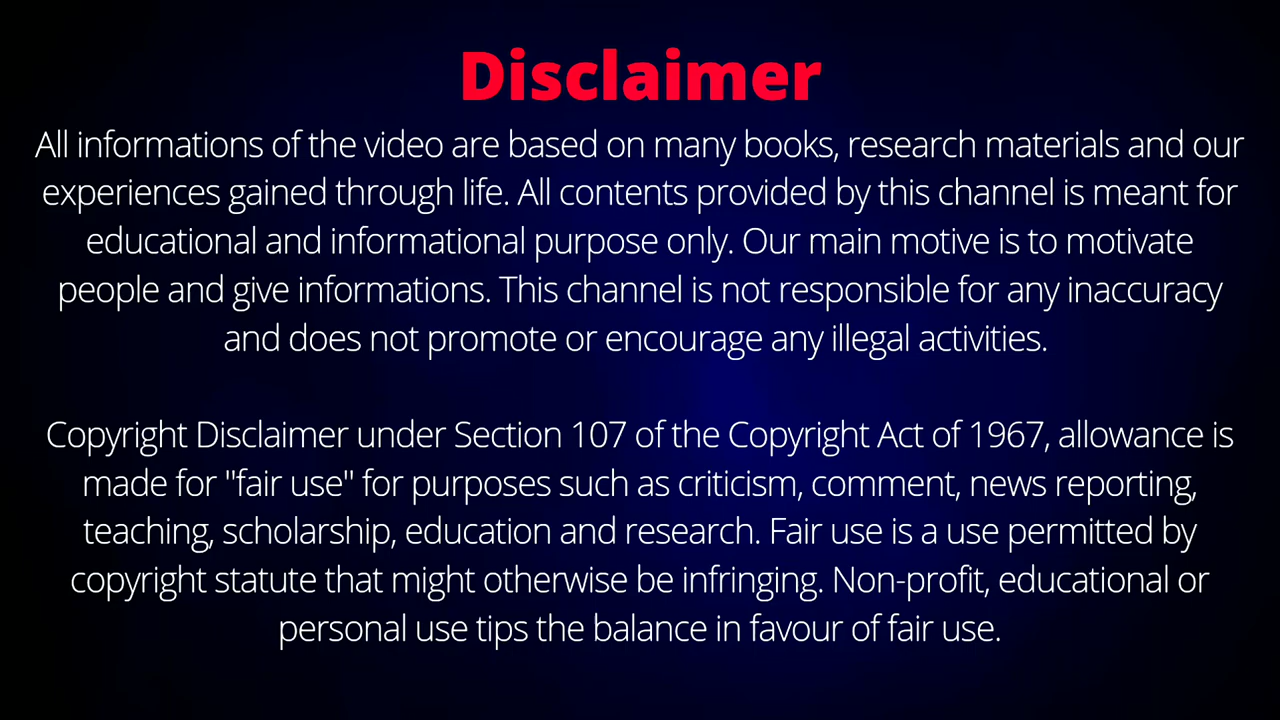 Disclaimer
All informations of the video are based on many books, research materials and our
experiences gained through life. All contents provided by this channel is meant for
educational and informational purpose only. Our main motive is to motivate
people and give informations. This channel is not responsible for any inaccuracy
and does not promote or encourage any illegal activities.
Copyright Disclaimer under Section 107 of the Copyright Act of 1967, allowance is
made for "fair use" for purposes such as criticism, comment, news reporting,
teaching, scholarship, education and research. Fair use is a use permitted by
copyright statute that might otherwise be infringing. Non-profit, educational or
personal use tips the balance in favour of fair use.